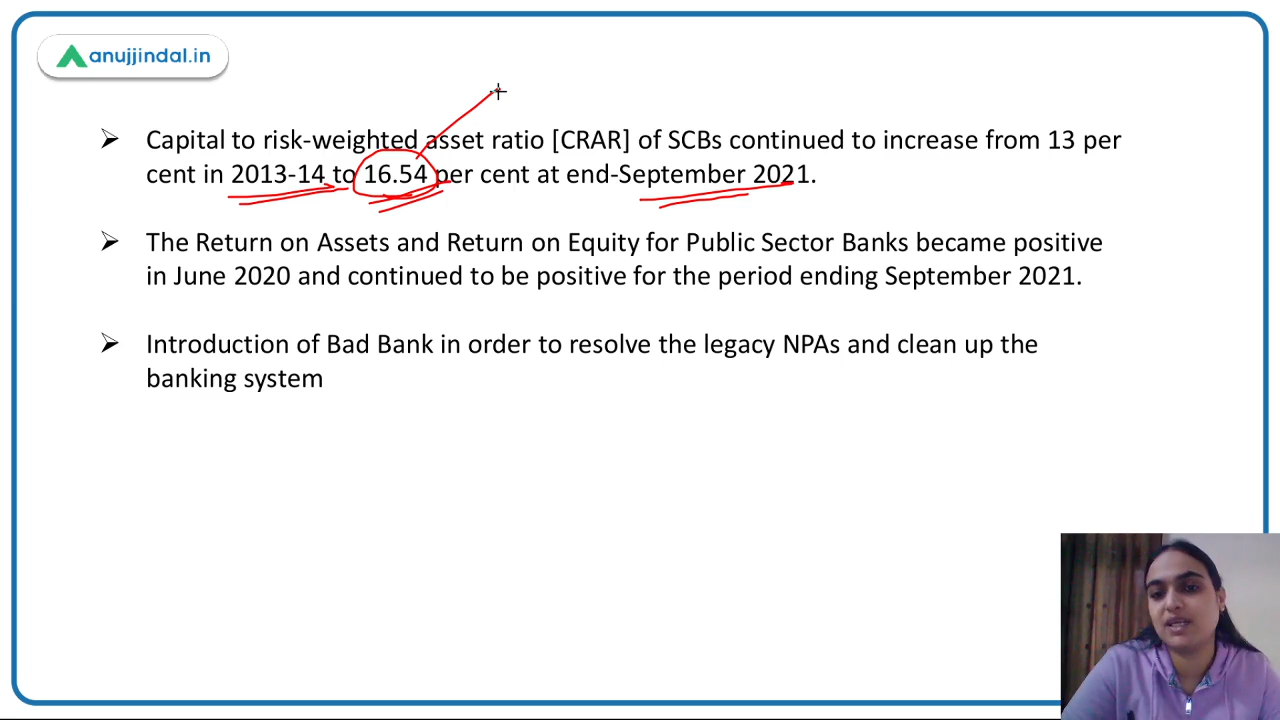 anujjindal.in
➢ Capital to risk-weighted asset ratio [CRAR] of SCBs continued to increase from 13 per
cent in 2013-14 to 16.54 per cent at end-September 2021.
➢ The Return on Assets and Return on Equity for Public Sector Banks became positive
in June 2020 and continued to be positive for the period ending September 2021.
➢ Introduction of Bad Bank in order to resolve the legacy NPAs and clean up the
banking system